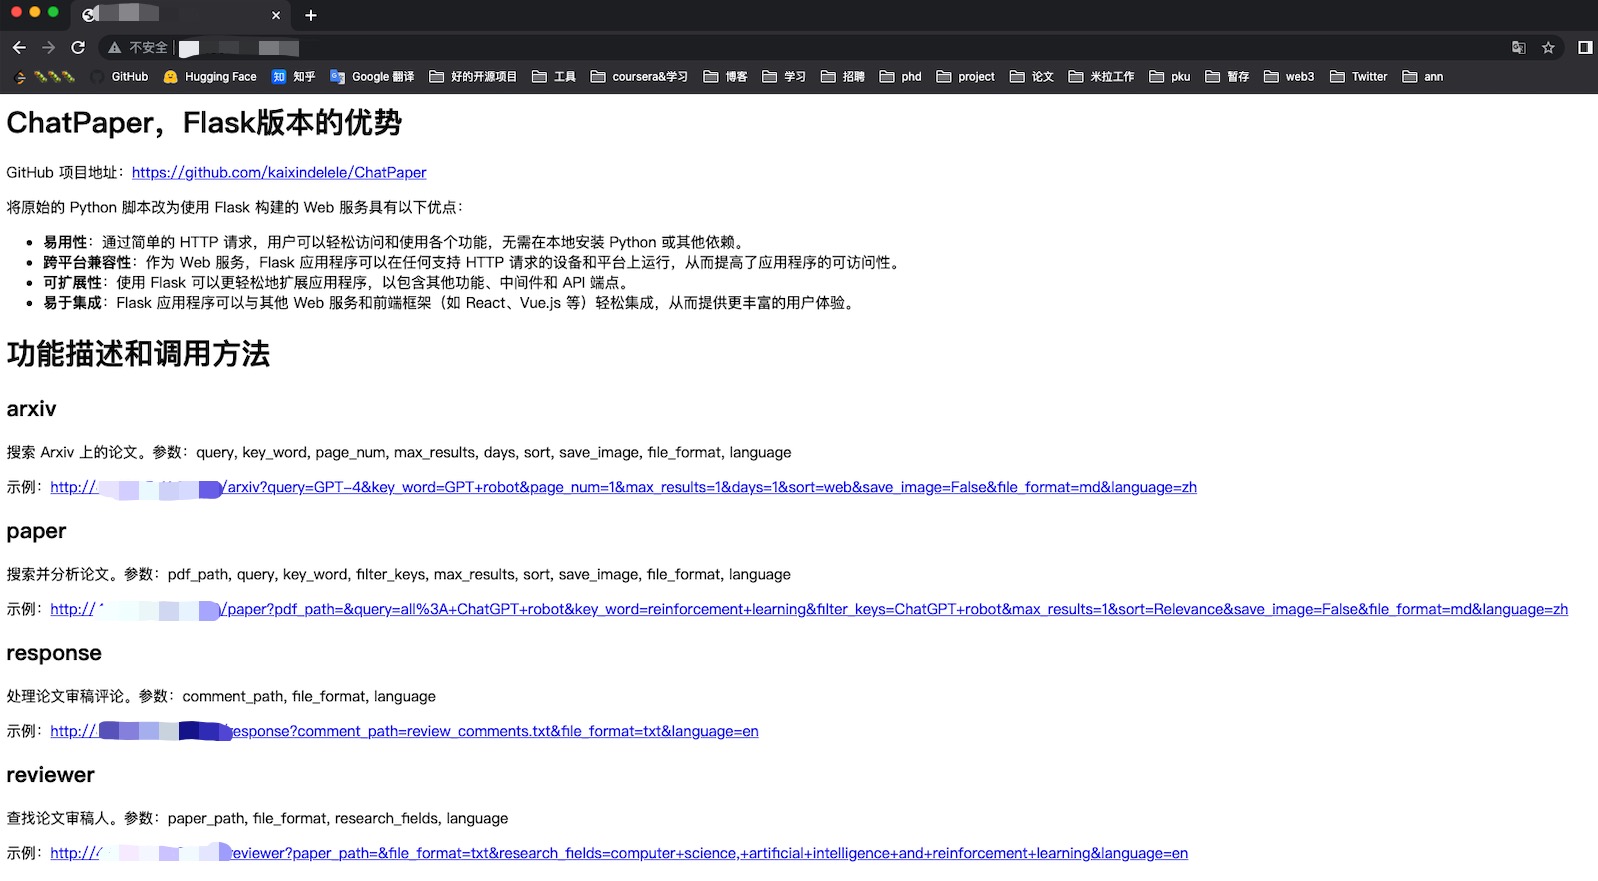 不安全
GitHub Hugging Face 知 知乎 Google 翻译 好的开源项目 工具 coursera&学习 博客 学习 招聘 phd project 论文 米拉工作 pku 暂存 web3 Twitter ann
ChatPaper，Flask版本的优势
GitHub 项目地址：https://github.com/kaixindelele/ChatPaper
将原始的 Python 脚本改为使用 Flask 构建的 Web 服务具有以下优点：
• 易用性：通过简单的 HTTP 请求，用户可以轻松访问和使用各个功能，无需在本地安装 Python 或其他依赖。
• 跨平台兼容性：作为 Web 服务，Flask 应用程序可以在任何支持 HTTP 请求的设备和平台上运行，从而提高了应用程序的可访问性。
• 可扩展性：使用 Flask 可以更轻松地扩展应用程序，以包含其他功能、中间件和 API 端点。
• 易于集成：Flask 应用程序可以与其他 Web 服务和前端框架（如 React、Vue.js 等）轻松集成，从而提供更丰富的用户体验。
功能描述和调用方法
arxiv
搜索 Arxiv 上的论文。参数：query, key_word, page_num, max_results, days, sort, save_image, file_format, language
示例：http:// /arxiv?query=GPT-4&key_word=GPT+robot&page_num=1&max_results=1&days=1&sort=web&save_image=False&file_format=md&language=zh
paper
搜索并分析论文。参数：pdf_path, query, key_word, filter_keys, max_results, sort, save_image, file_format, language
示例：http:// /paper?pdf_path=&query=all%3A+ChatGPT+robot&key_word=reinforcement+learning&filter_keys=ChatGPT+robot&max_results=1&sort=Relevance&save_image=False&file_format=md&language=zh
response
处理论文审稿评论。参数：comment_path, file_format, language
示例：http:// esponse?comment_path=review_comments.txt&file_format=txt&language=en
reviewer
查找论文审稿人。参数：paper_path, file_format, research_fields, language
示例：http:// eviewer?paper_path=&file_format=txt&research_fields=computer+science,+artificial+intelligence+and+reinforcement+learning&language=en